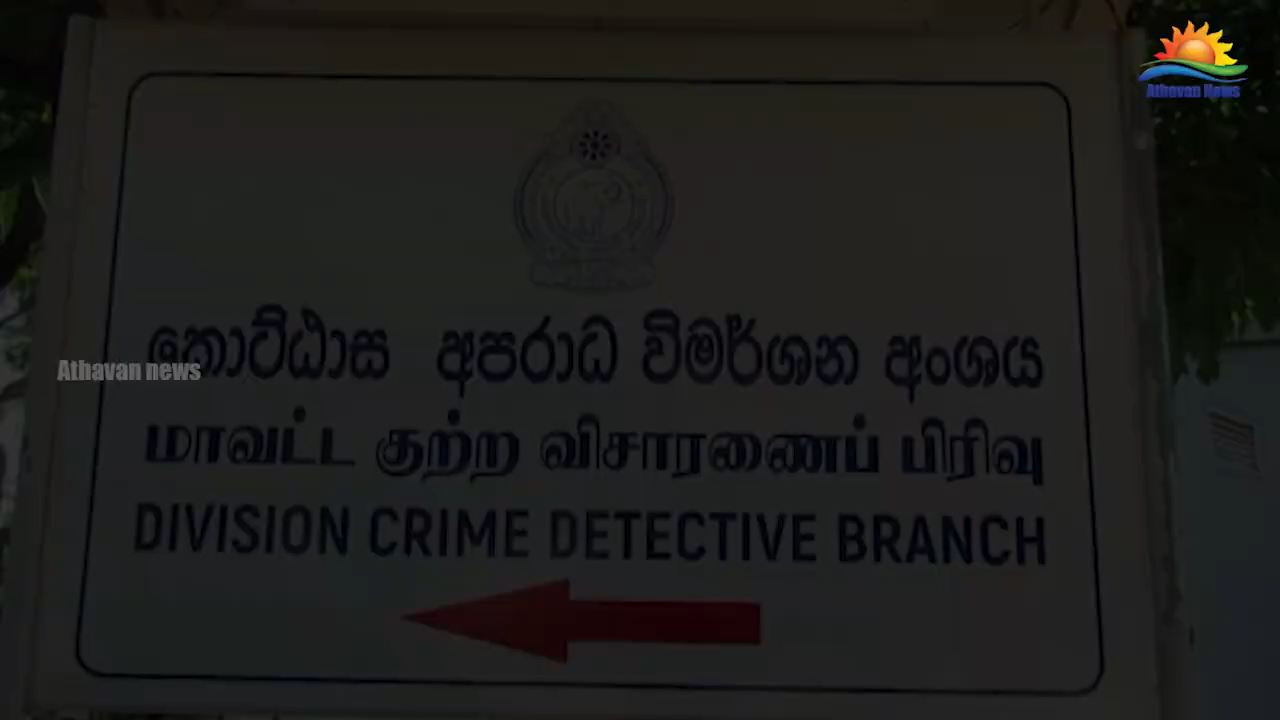 Athavan News
කොට්ඨාස අපරාධ විමර්ශන අංශය
Athavan news
மாவட்ட குற்ற விசாரணைப் பிரிவு
DIVISION CRIME DETECTIVE BRANCH